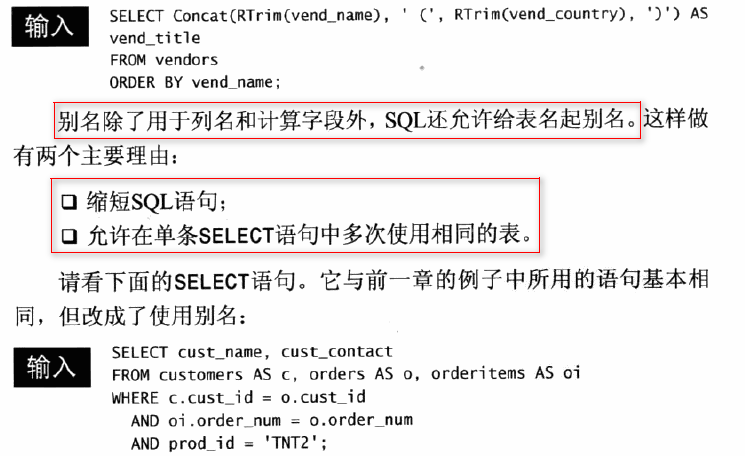 输入
SELECT Concat(RTrim(vend_name), ' (', RTrim(vend_country), ')') AS
vend_title
FROM vendors
ORDER BY vend_name;
别名除了用于列名和计算字段外，SQL还允许给表名起别名。这样做
有两个主要理由：
❑ 缩短SQL语句；
❑ 允许在单条SELECT语句中多次使用相同的表。
请看下面的SELECT语句。它与前一章的例子中所用的语句基本相
同，但改成了使用别名：
输入
SELECT cust_name, cust_contact
FROM customers AS c, orders AS o, orderitems AS oi
WHERE c.cust_id = o.cust_id
AND oi.order_num = o.order_num
AND prod_id = 'TNT2';